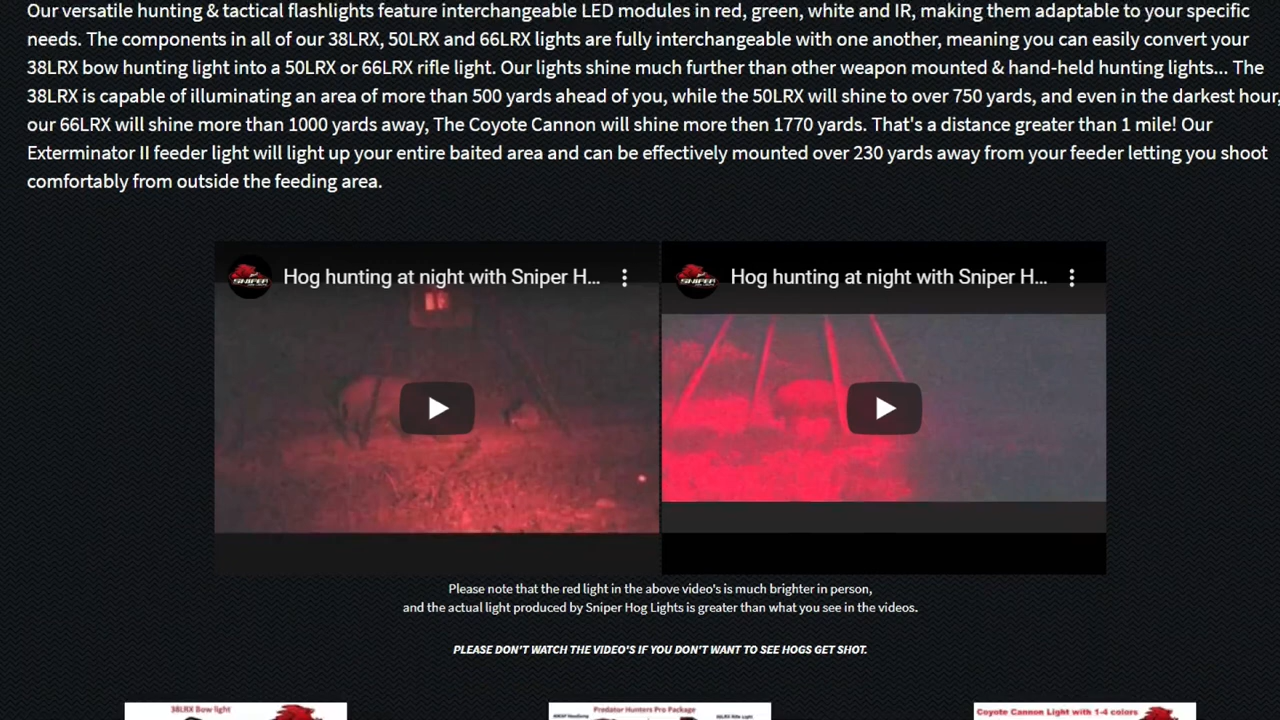 Our versatile hunting & tactical flashlights feature interchangeable LED modules in red, green, white and IR, making them adaptable to your specific
needs. The components in all of our 38LRX, 50LRX and 66LRX lights are fully interchangeable with one another, meaning you can easily convert your
38LRX bow hunting light into a 50LRX or 66LRX rifle light. Our lights shine much further than other weapon mounted & hand-held hunting lights... The
38LRX is capable of illuminating an area of more than 500 yards ahead of you, while the 50LRX will shine to over 750 yards, and even in the darkest hour,
our 66LRX will shine more than 1000 yards away, The Coyote Cannon will shine more then 1770 yards. That's a distance greater than 1 mile! Our
Exterminator II feeder light will light up your entire baited area and can be effectively mounted over 230 yards away from your feeder letting you shoot
comfortably from outside the feeding area.
SNIPER
Hog hunting at night with Sniper H...
SNIPER
Hog hunting at night with Sniper H...
Please note that the red light in the above video's is much brighter in person,
and the actual light produced by Sniper Hog Lights is greater than what you see in the videos.
PLEASE DON'T WATCH THE VIDEO'S IF YOU DON'T WANT TO SEE HOGS GET SHOT.
38LRX Bow light
Predator Hunters Pro Package
Coyote Cannon Light with 1-4 colors